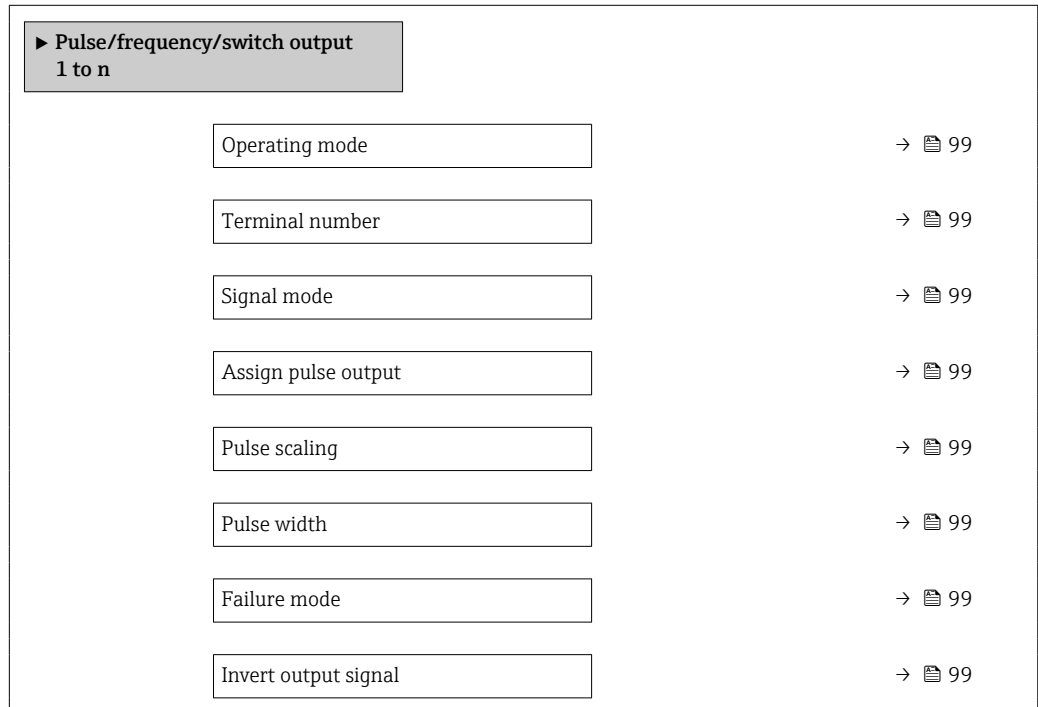 ▶ Pulse/frequency/switch output
1 to n
Operating mode → 99
Terminal number → 99
Signal mode → 99
Assign pulse output → 99
Pulse scaling → 99
Pulse width → 99
Failure mode → 99
Invert output signal → 99